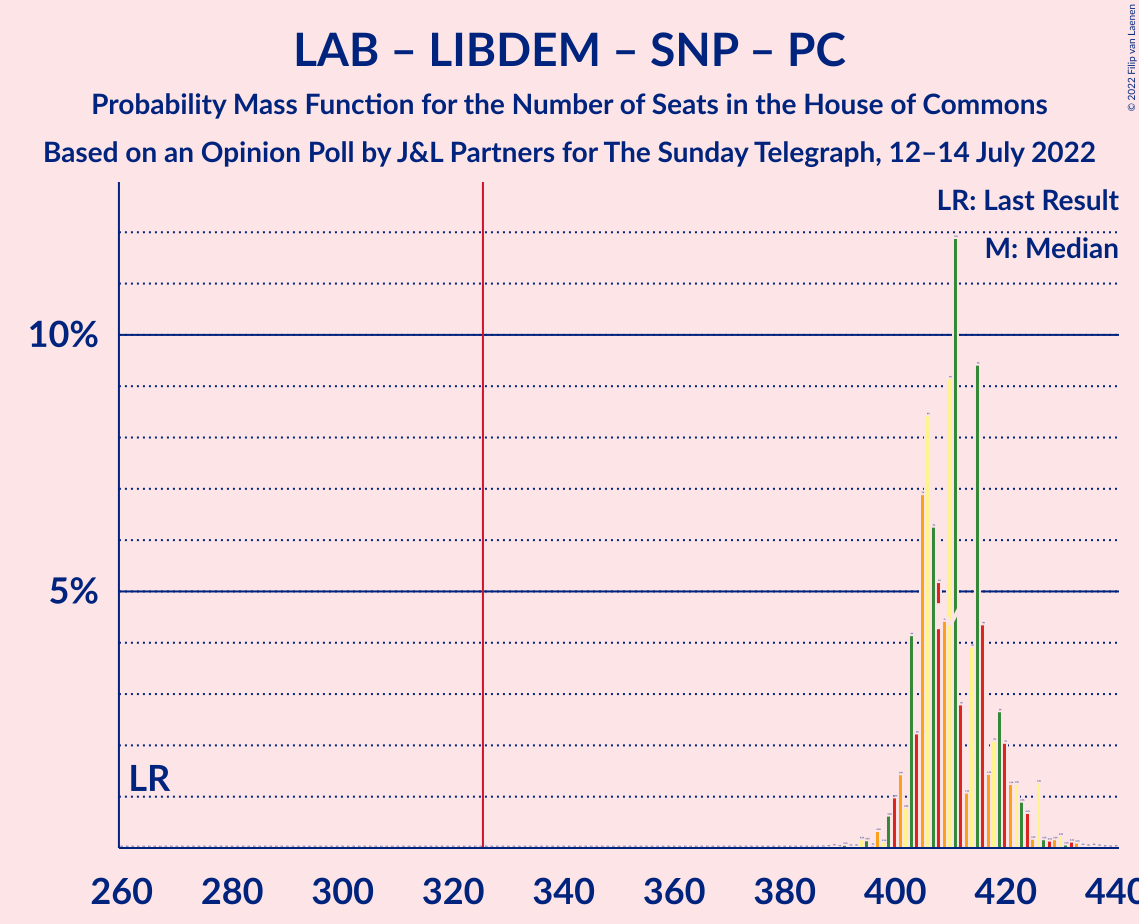 LAB – LIBDEM – SNP – PC
Probability Mass Function for the Number of Seats in the House of Commons
Based on an Opinion Poll by J&L Partners for The Sunday Telegraph, 12–14 July 2022
© 2022 Filip van Laenen
LR: Last Result
M: Median
10%
5%
LR
260 280 300 320 340 360 380 400 420 440